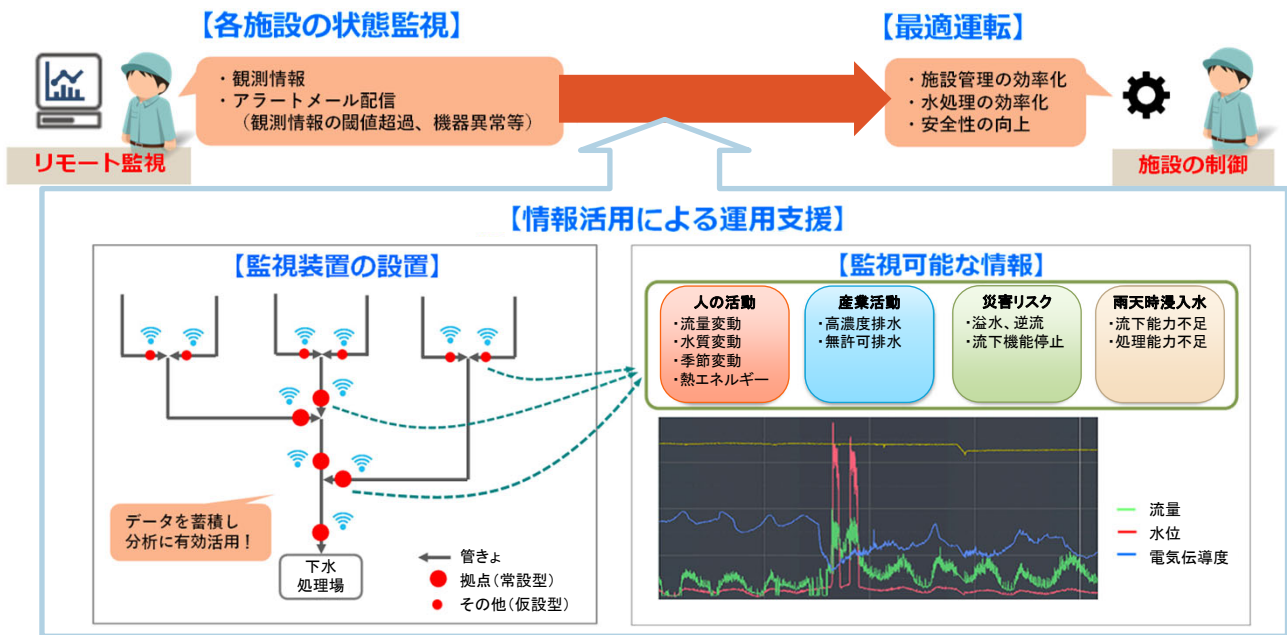 【各施設の状態監視】
【最適運転】
・観測情報
・アラートメール配信
（観測情報の閾値超過、機器異常等）
・施設管理の効率化
・水処理の効率化
・安全性の向上
リモート監視
施設の制御
【情報活用による運用支援】
【監視装置の設置】
【監視可能な情報】
人の活動
・流量変動
・水質変動
・季節変動
・熱エネルギー
産業活動
・高濃度排水
・無許可排水
災害リスク
・溢水、逆流
・流下機能停止
雨天時浸入水
・流下能力不足
・処理能力不足
データを蓄積し
分析に有効活用！
下水
処理場
管きょ
拠点（常設型）
その他（仮設型）
流量
水位
電気伝導度